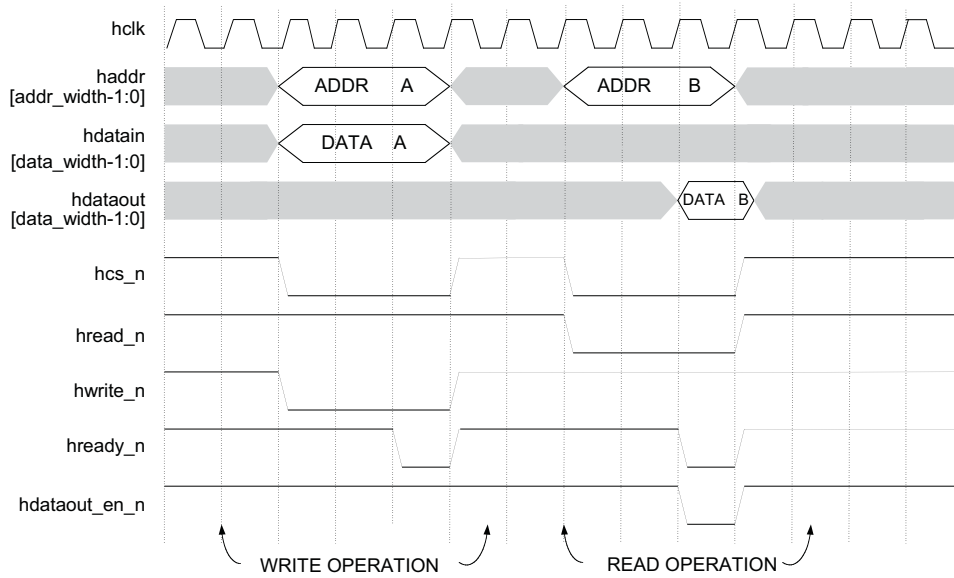 hclk
haddr
[addr_width-1:0]
ADDR A
ADDR B
hdatain
[data_width-1:0]
DATA A
hdataout
[data_width-1:0]
DATA B
hcs_n
hread_n
hwrite_n
hready_n
hdataout_en_n
WRITE OPERATION
READ OPERATION